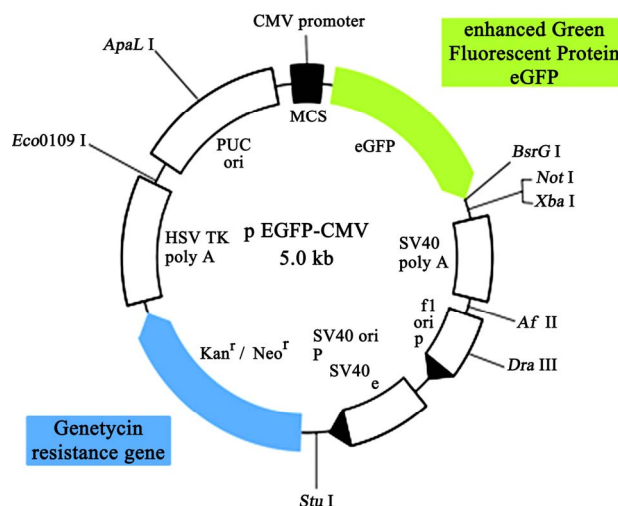 CMV promoter
enhanced Green
Fluorescent Protein
eGFP
ApaL I
MCS
PUC
ori
eGFP
Eco0109 I
BsrG I
Not I
Xba I
HSV TK
poly A
p EGFP-CMV
5.0 kb
SV40
poly A
f1
ori
p
Af II
Dra III
SV40 ori
P
SV40
e
Kanr / Neor
Genetycin
resistance gene
Stu I